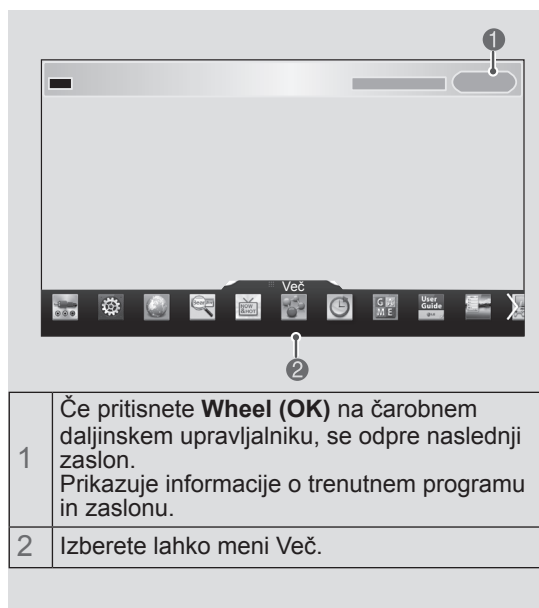 1
Več
Search
NOW
&HOT
User
Guide
2
1
Če pritisnete Wheel (OK) na čarobnem
daljinskem upravljalniku, se odpre naslednji
zaslon.
Prikazuje informacije o trenutnem programu
in zaslonu.
2
Izberete lahko meni Več.